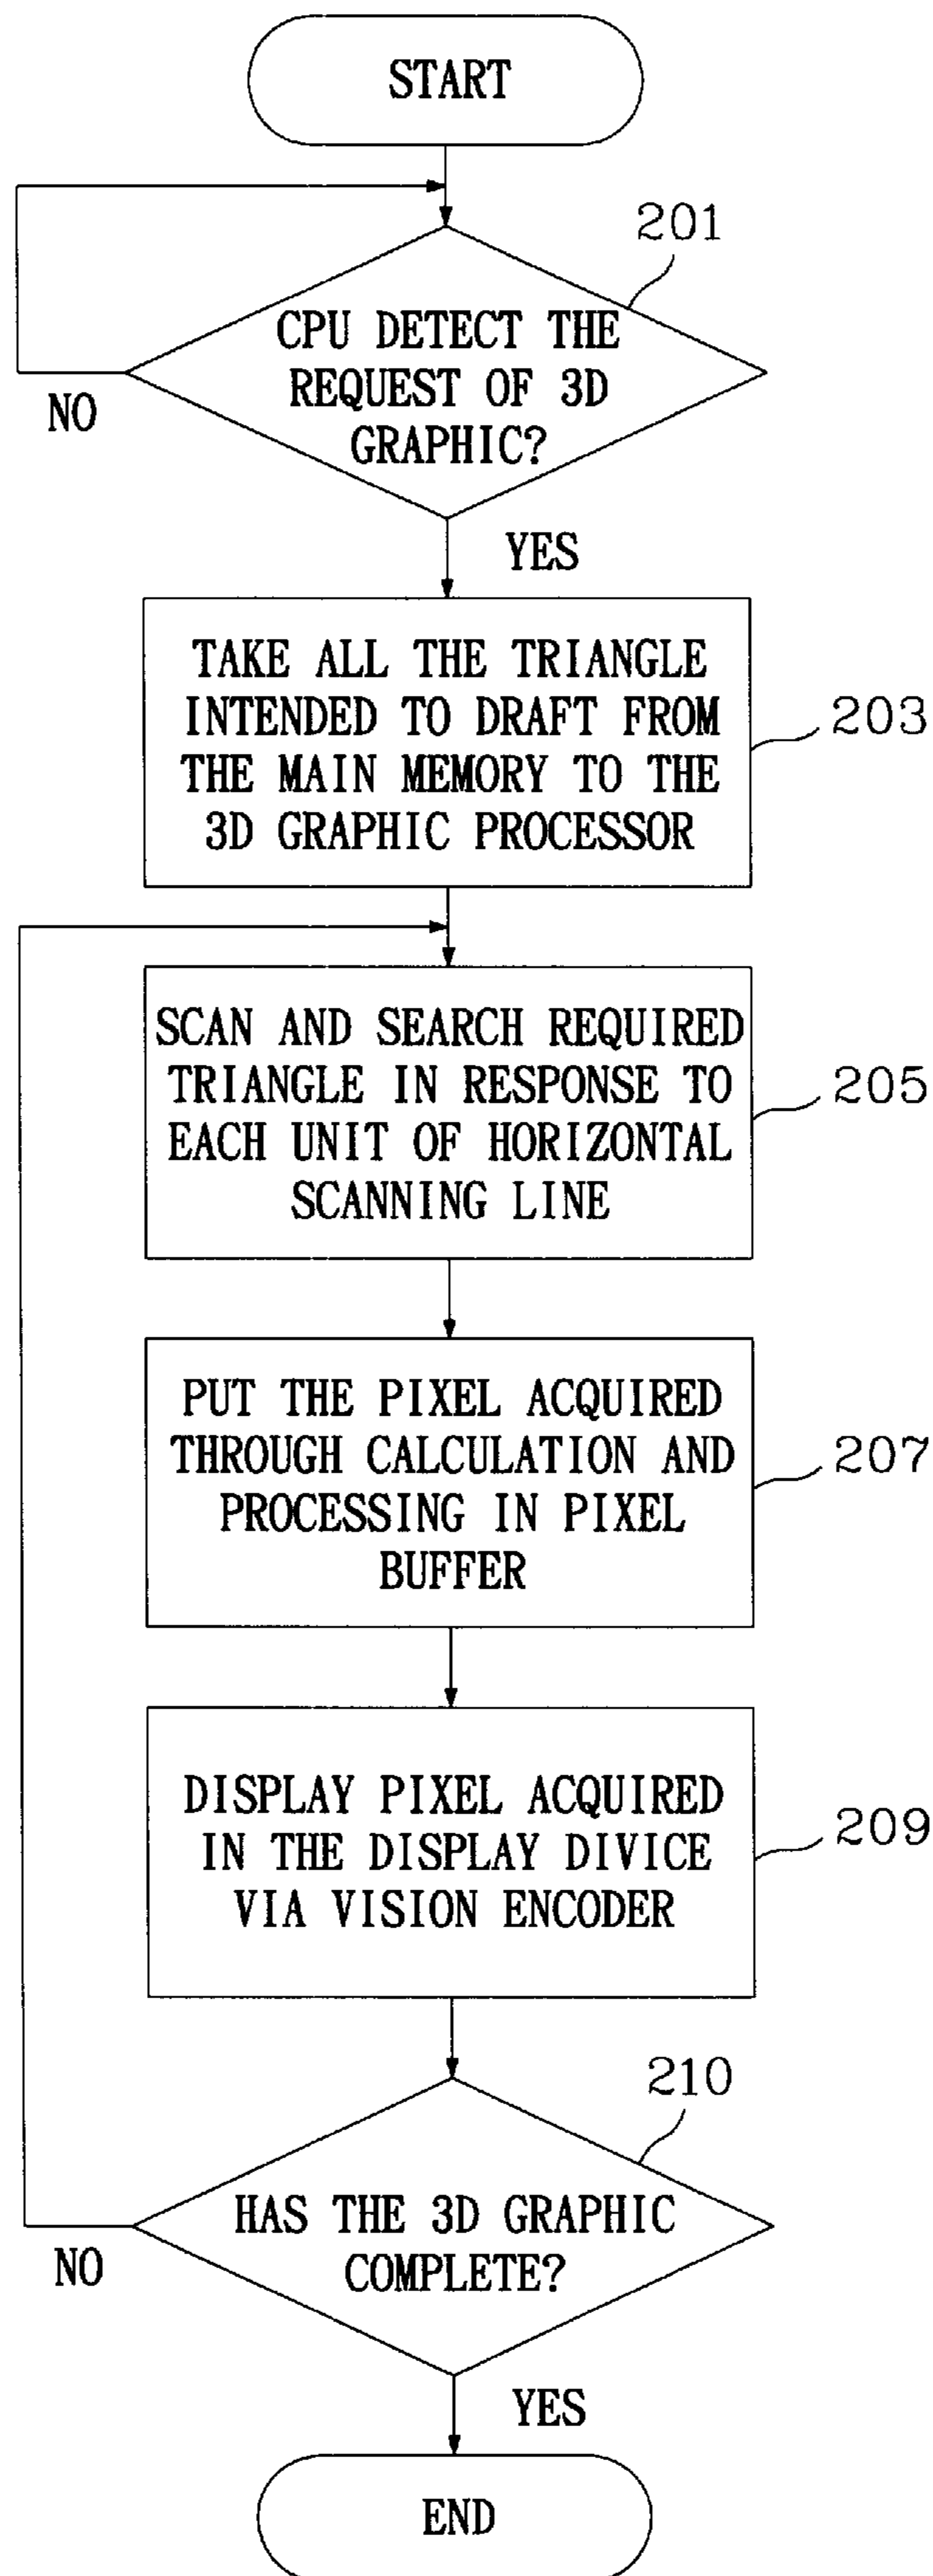 START
201
CPU DETECT THE
REQUEST OF 3D
GRAPHIC?
NO
YES
TAKE ALL THE TRIANGLE
INTENDED TO DRAFT FROM
THE MAIN MEMORY TO THE
3D GRAPHIC PROCESSOR
203
SCAN AND SEARCH REQUIRED
TRIANGLE IN RESPONSE TO
EACH UNIT OF HORIZONTAL
SCANNING LINE
205
PUT THE PIXEL ACQUIRED
THROUGH CALCULATION AND
PROCESSING IN PIXEL
BUFFER
207
DISPLAY PIXEL ACQUIRED
IN THE DISPLAY DIVICE
VIA VISION ENCODER
209
210
HAS THE 3D GRAPHIC
COMPLETE?
NO
YES
END